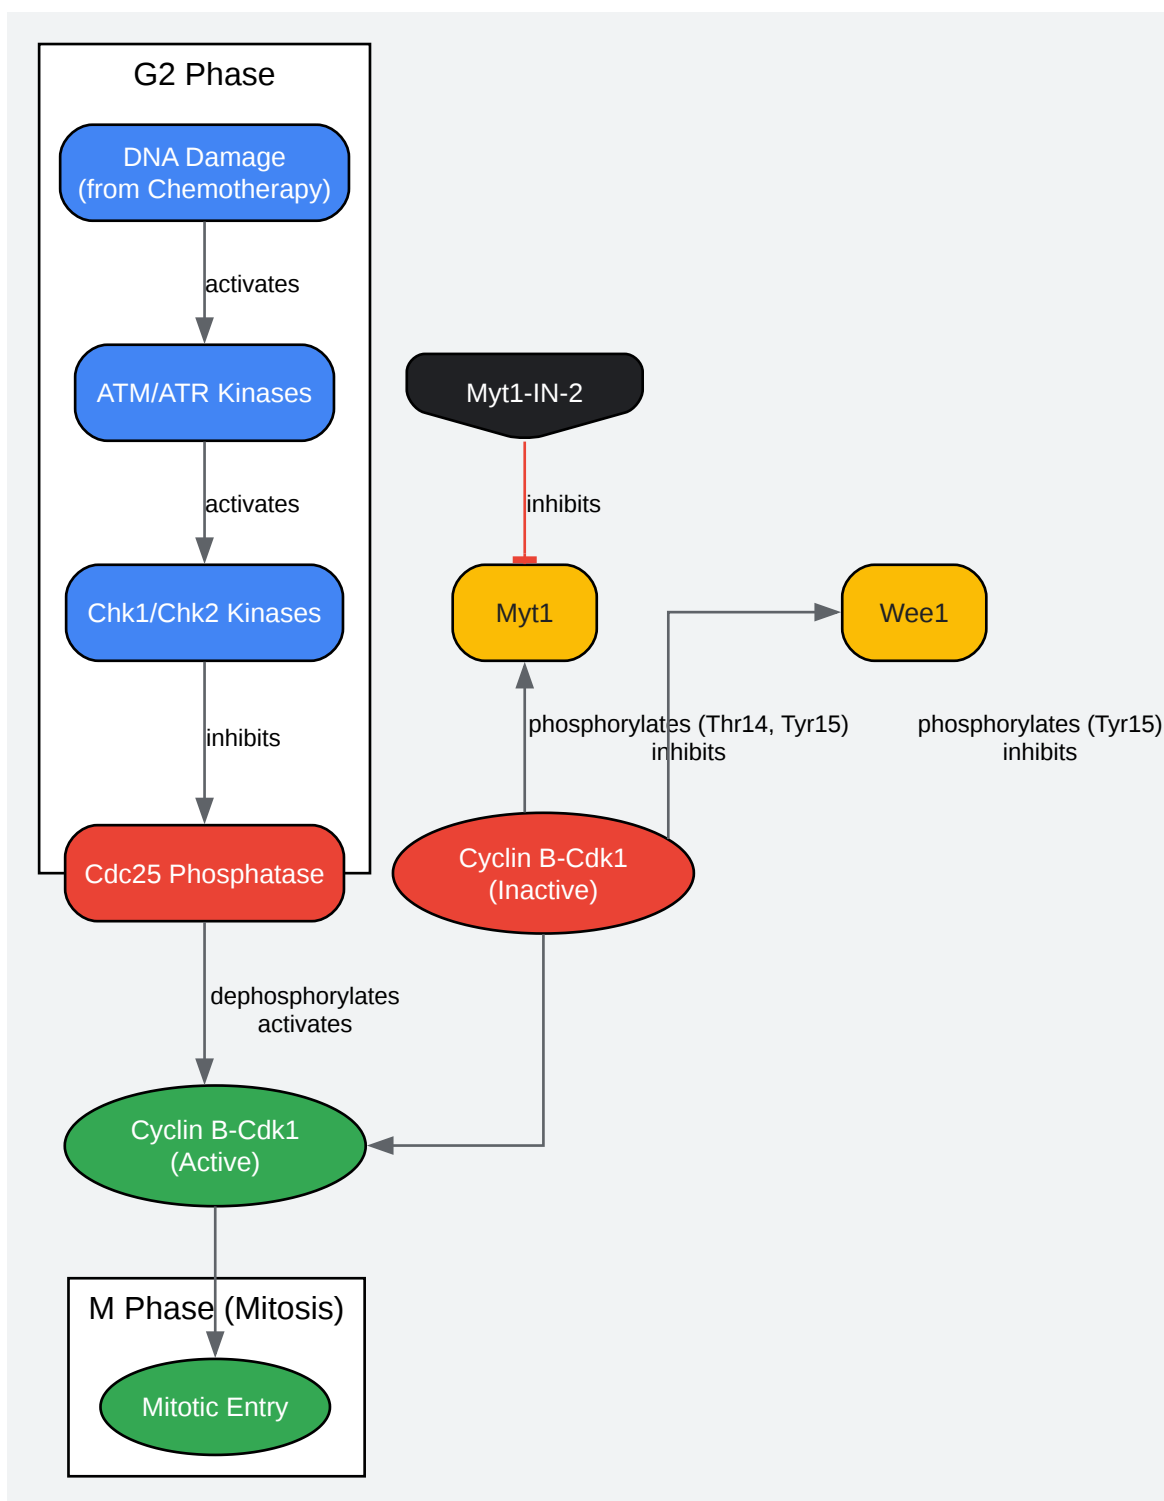 G2 Phase
DNA Damage
(from Chemotherapy)
activates
ATM/ATR Kinases
Myt1-IN-2
activates
inhibits
Chk1/Chk2 Kinases
Myt1
Wee1
inhibits
phosphorylates (Thr14, Tyr15)
inhibits
phosphorylates (Tyr15)
inhibits
Cdc25 Phosphatase
Cyclin B-Cdk1
(Inactive)
dephosphorylates
activates
Cyclin B-Cdk1
(Active)
M Phase (Mitosis)
Mitotic Entry